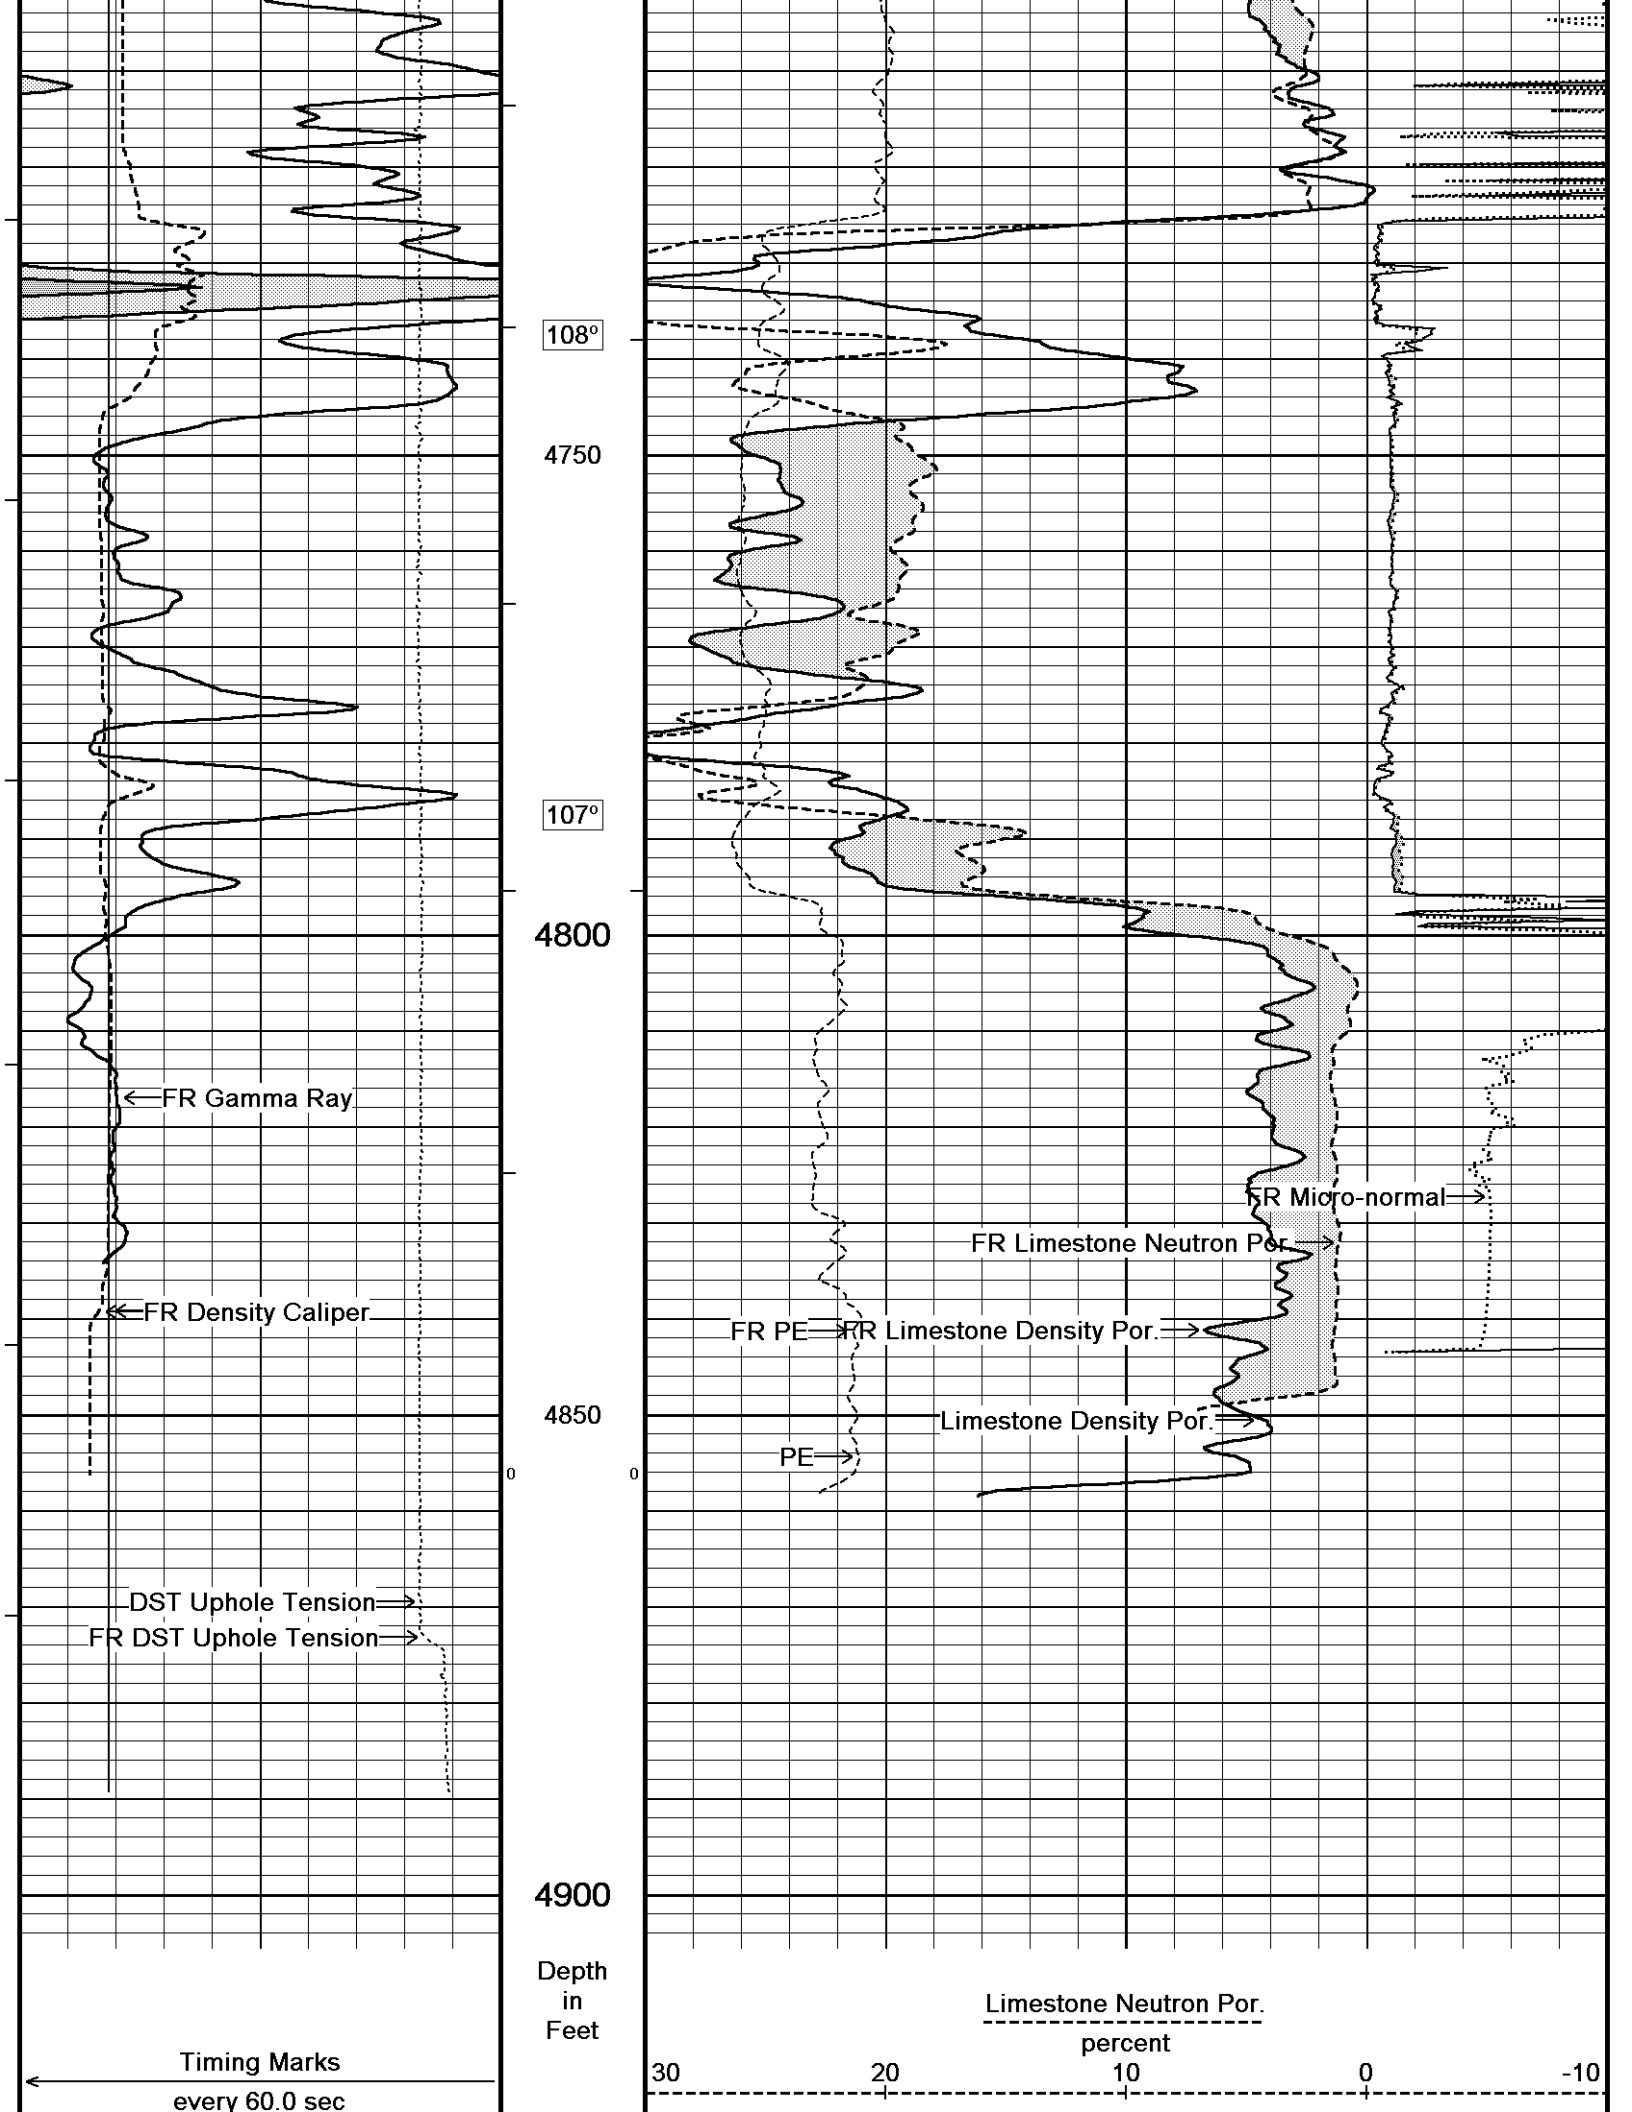 108º
4750
107º
4800
FR Gamma Ray
FR Micro-normal
FR Limestone Neutron Por.
FR Density Caliper
FR PE
FR Limestone Density Por.
4850
Limestone Density Por.
PE
0
0
DST Uphole Tension
FR DST Uphole Tension
4900
Depth
in
Feet
Limestone Neutron Por.
percent
Timing Marks
30 20 10 0 -10
every 60.0 sec